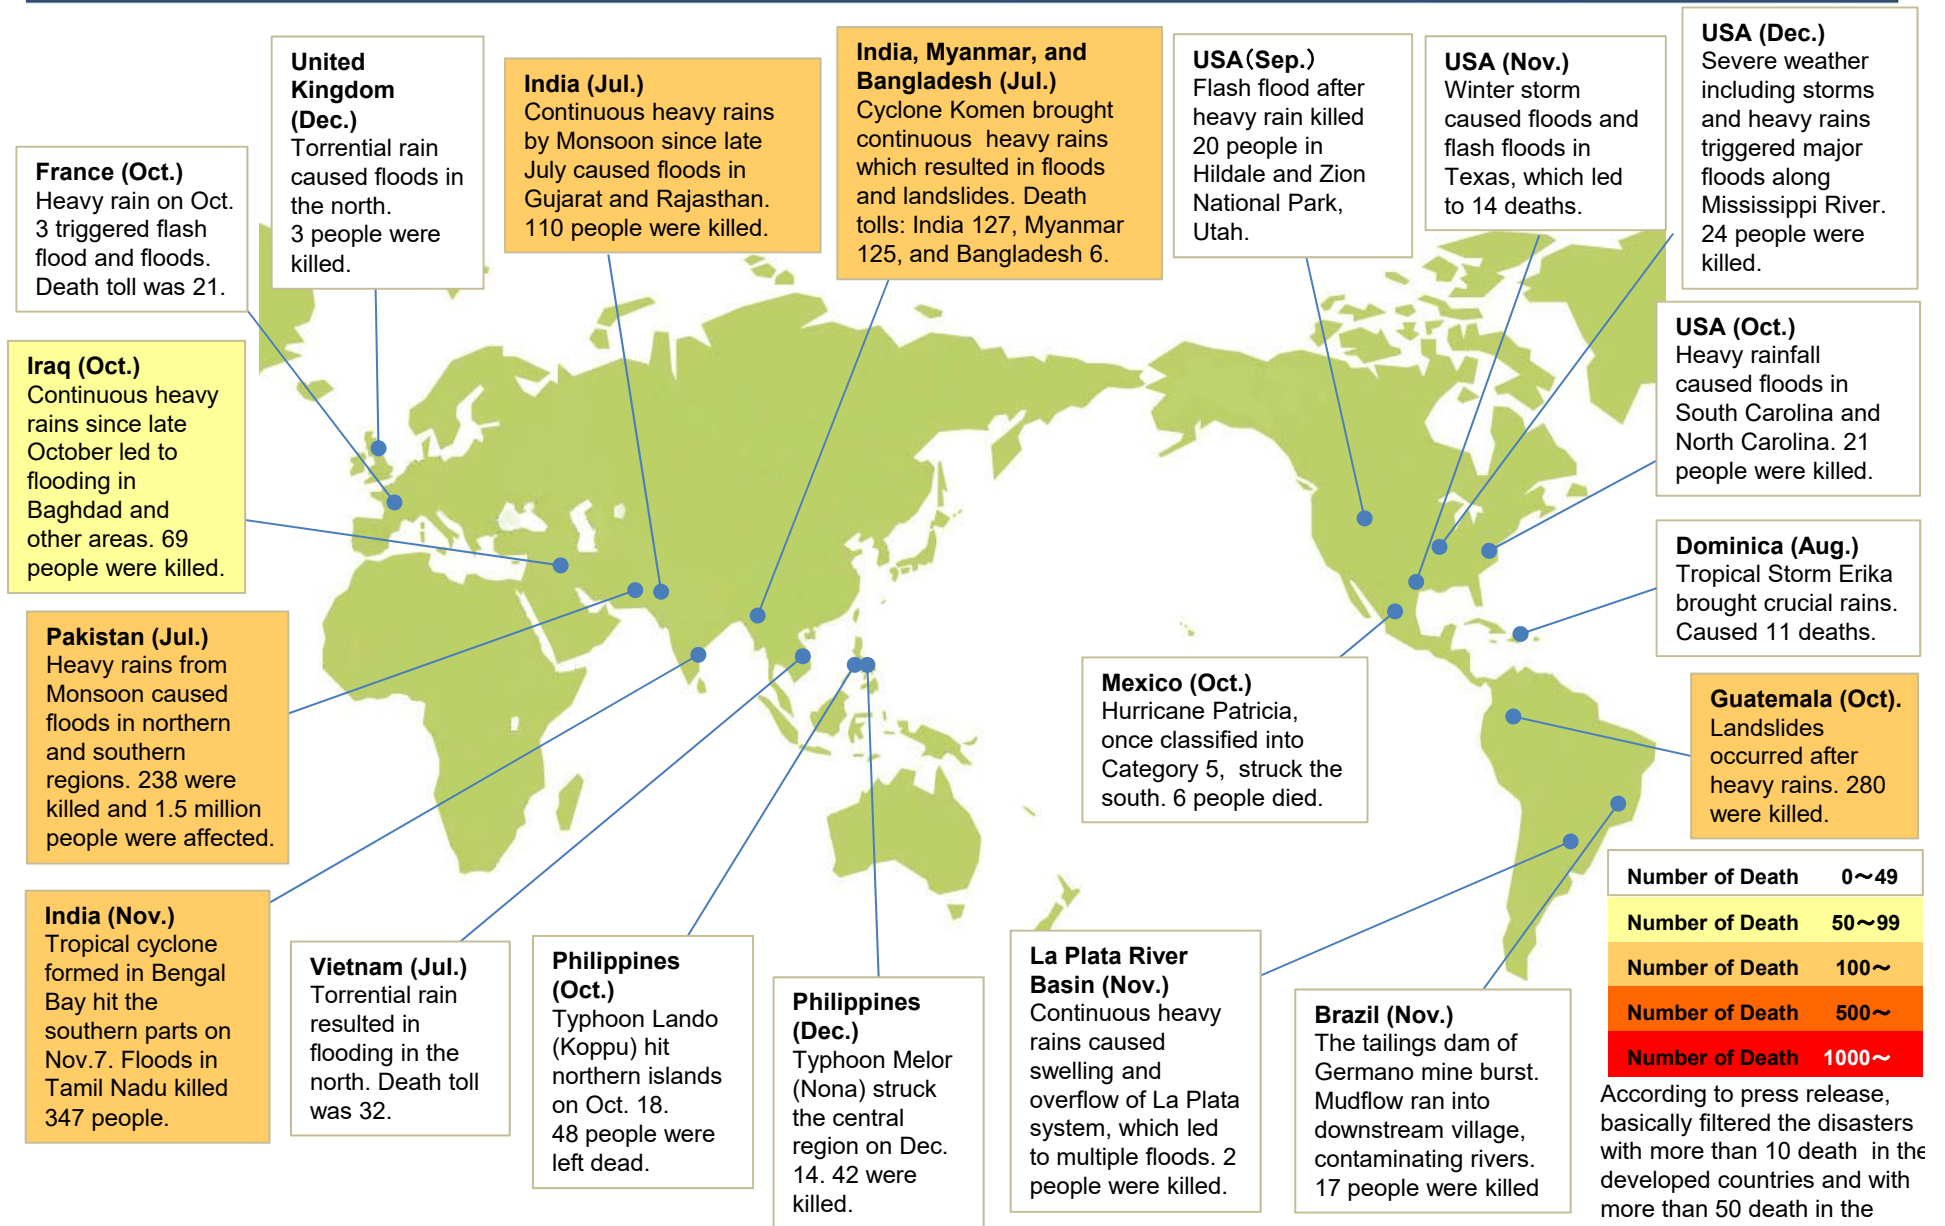 United
Kingdom
(Dec.)
Torrential rain
caused floods in
the north.
3 people were
killed.
India (Jul.)
Continuous heavy rains
by Monsoon since late
July caused floods in
Gujarat and Rajasthan.
110 people were killed.
India, Myanmar, and
Bangladesh (Jul.)
Cyclone Komen brought
continuous heavy rains
which resulted in floods
and landslides. Death
tolls: India 127, Myanmar
125, and Bangladesh 6.
USA(Sep.)
Flash flood after
heavy rain killed
20 people in
Hildale and Zion
National Park,
Utah.
USA (Nov.)
Winter storm
caused floods and
flash floods in
Texas, which led
to 14 deaths.
USA (Dec.)
Severe weather
including storms
and heavy rains
triggered major
floods along
Mississippi River.
24 people were
killed.
France (Oct.)
Heavy rain on Oct.
3 triggered flash
flood and floods.
Death toll was 21.
USA (Oct.)
Heavy rainfall
caused floods in
South Carolina and
North Carolina. 21
people were killed.
Iraq (Oct.)
Continuous heavy
rains since late
October led to
flooding in
Baghdad and
other areas. 69
people were killed.
Dominica (Aug.)
Tropical Storm Erika
brought crucial rains.
Caused 11 deaths.
Pakistan (Jul.)
Heavy rains from
Monsoon caused
floods in northern
and southern
regions. 238 were
killed and 1.5 million
people were affected.
Mexico (Oct.)
Hurricane Patricia,
once classified into
Category 5, struck the
south. 6 people died.
Guatemala (Oct).
Landslides
occurred after
heavy rains. 280
were killed.
India (Nov.)
Tropical cyclone
formed in Bengal
Bay hit the
southern parts on
Nov.7. Floods in
Tamil Nadu killed
347 people.
Vietnam (Jul.)
Torrential rain
resulted in
flooding in the
north. Death toll
was 32.
Philippines
(Oct.)
Typhoon Lando
(Koppu) hit
northern islands
on Oct. 18.
48 people were
left dead.
Philippines
(Dec.)
Typhoon Melor
(Nona) struck
the central
region on Dec.
14. 42 were
killed.
La Plata River
Basin (Nov.)
Continuous heavy
rains caused
swelling and
overflow of La Plata
system, which led
to multiple floods. 2
people were killed.
Brazil (Nov.)
The tailings dam of
Germano mine burst.
Mudflow ran into
downstream village,
contaminating rivers.
17 people were killed
Number of Death 0～49
Number of Death 50～99
Number of Death 100～
Number of Death 500～
Number of Death 1000～
According to press release,
basically filtered the disasters
with more than 10 death in the
developed countries and with
more than 50 death in the